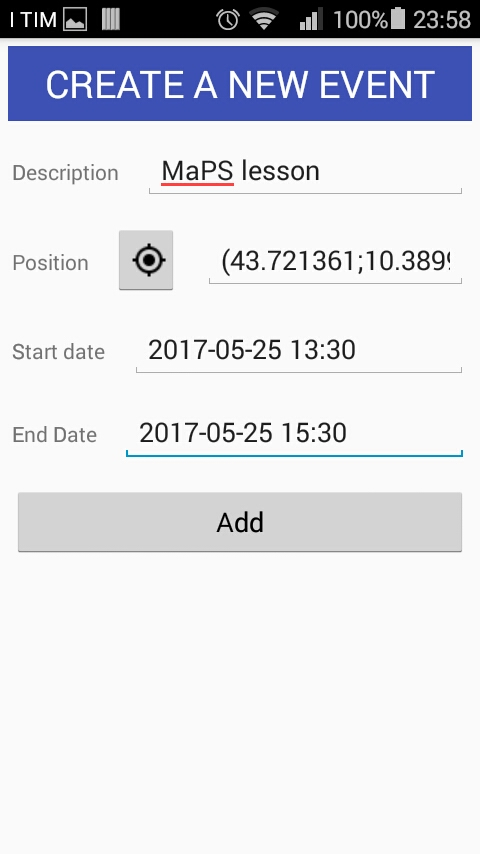 I TIM 100% 23:58
CREATE A NEW EVENT
Description MaPS lesson
Position (43.721361;10.389
Start date 2017-05-25 13:30
End Date 2017-05-25 15:30
Add